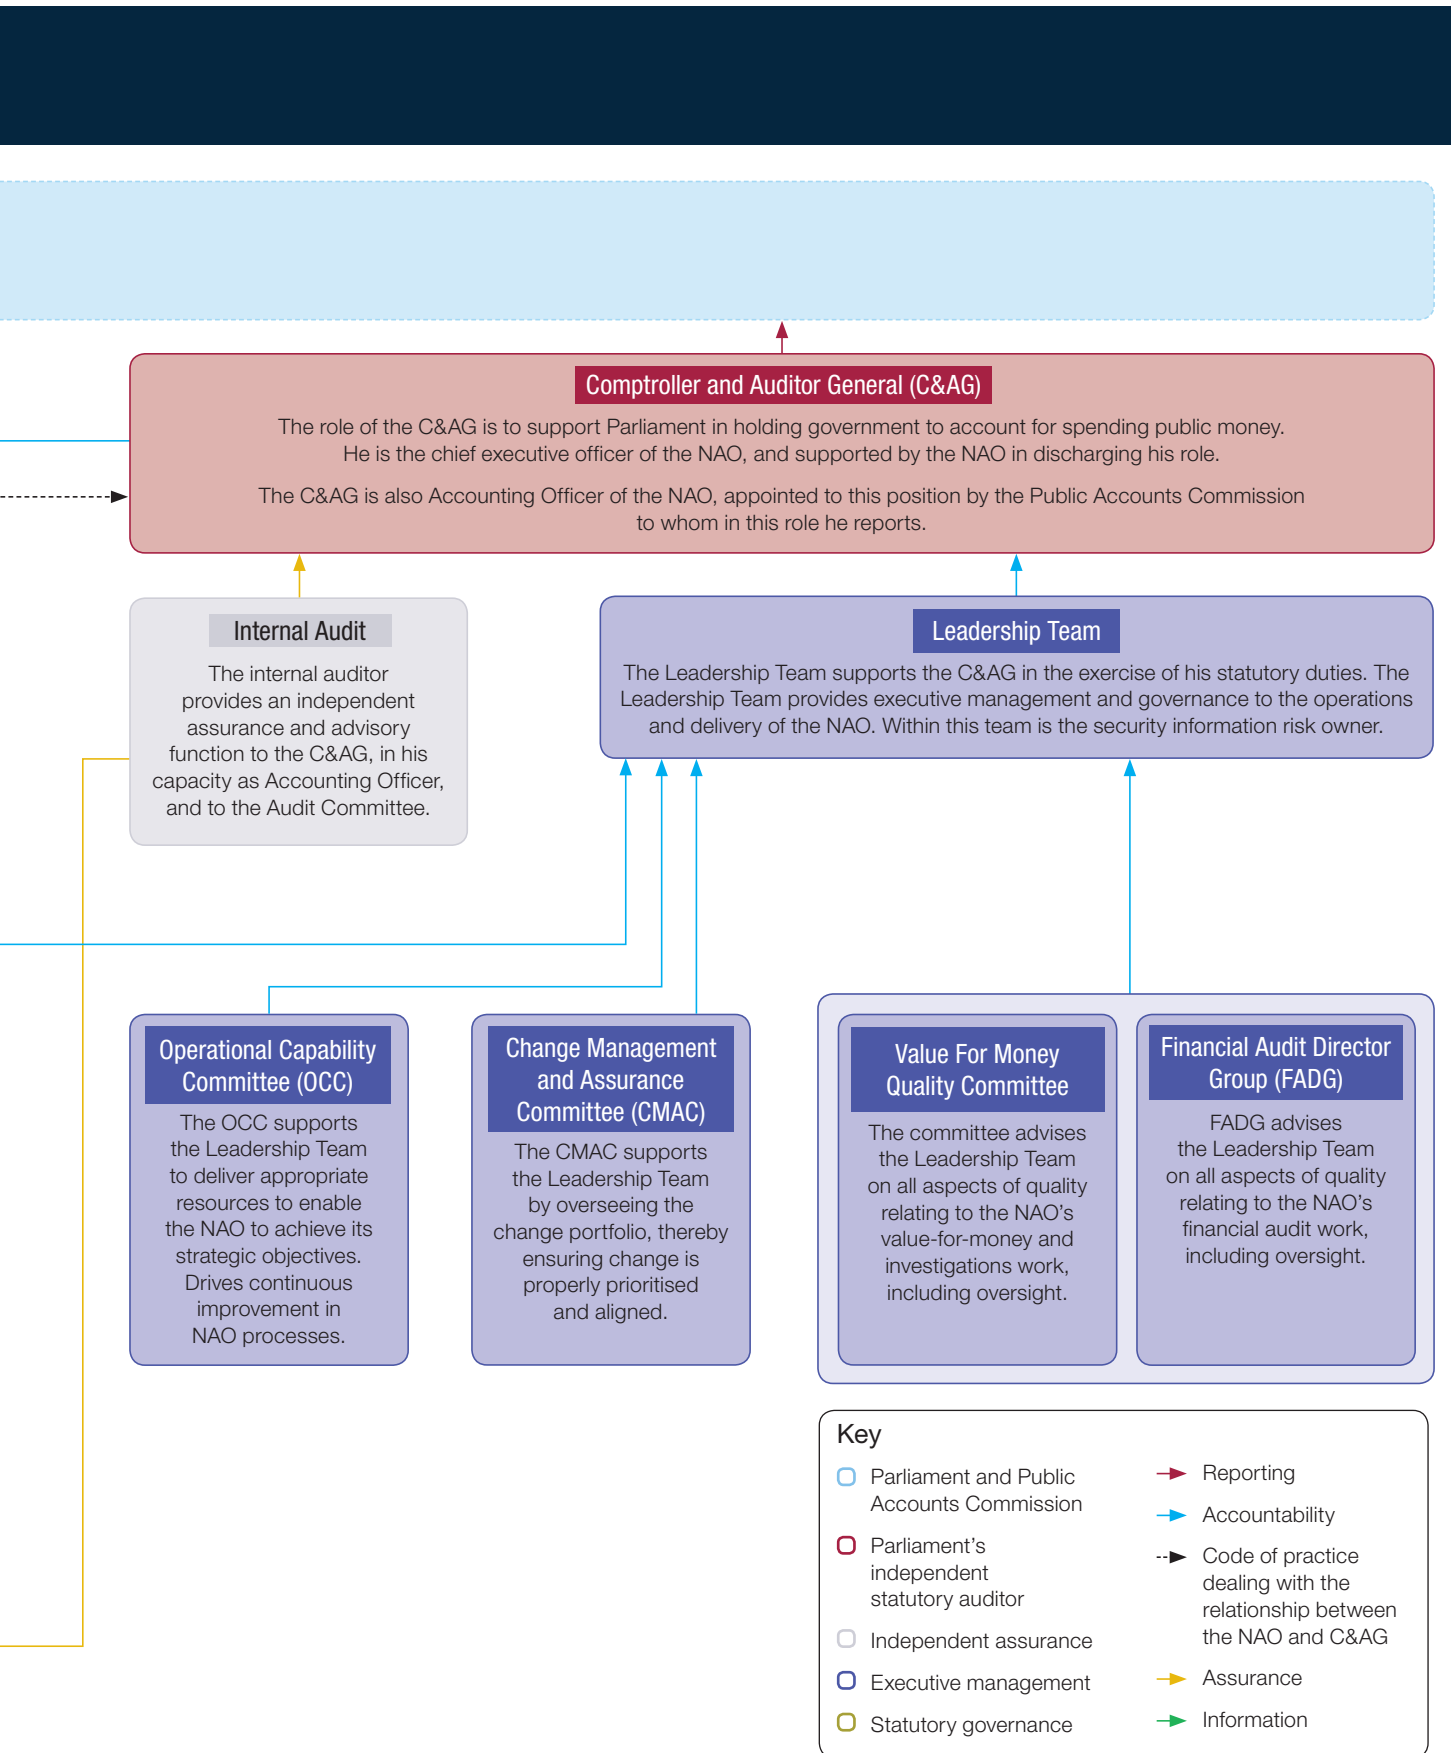 Comptroller and Auditor General (C&AG)
The role of the C&AG is to support Parliament in holding government to account for spending public money.
He is the chief executive officer of the NAO, and supported by the NAO in discharging his role.
The C&AG is also Accounting Officer of the NAO, appointed to this position by the Public Accounts Commission
to whom in this role he reports.
Internal Audit
The internal auditor
provides an independent
assurance and advisory
function to the C&AG, in his
capacity as Accounting Officer,
and to the Audit Committee.
Leadership Team
The Leadership Team supports the C&AG in the exercise of his statutory duties. The
Leadership Team provides executive management and governance to the operations
and delivery of the NAO. Within this team is the security information risk owner.
Operational Capability
Committee (OCC)
The OCC supports
the Leadership Team
to deliver appropriate
resources to enable
the NAO to achieve its
strategic objectives.
Drives continuous
improvement in
NAO processes.
Change Management
and Assurance
Committee (CMAC)
The CMAC supports
the Leadership Team
by overseeing the
change portfolio, thereby
ensuring change is
properly prioritised
and aligned.
Value For Money
Quality Committee
The committee advises
the Leadership Team
on all aspects of quality
relating to the NAO's
value-for-money and
investigations work,
including oversight.
Financial Audit Director
Group (FADG)
FADG advises
the Leadership Team
on all aspects of quality
relating to the NAO's
financial audit work,
including oversight.
Key
Parliament and Public
Accounts Commission
Parliament's
independent
statutory auditor
Independent assurance
Executive management
Statutory governance
Reporting
Accountability
Code of practice
dealing with the
relationship between
the NAO and C&AG
Assurance
Information